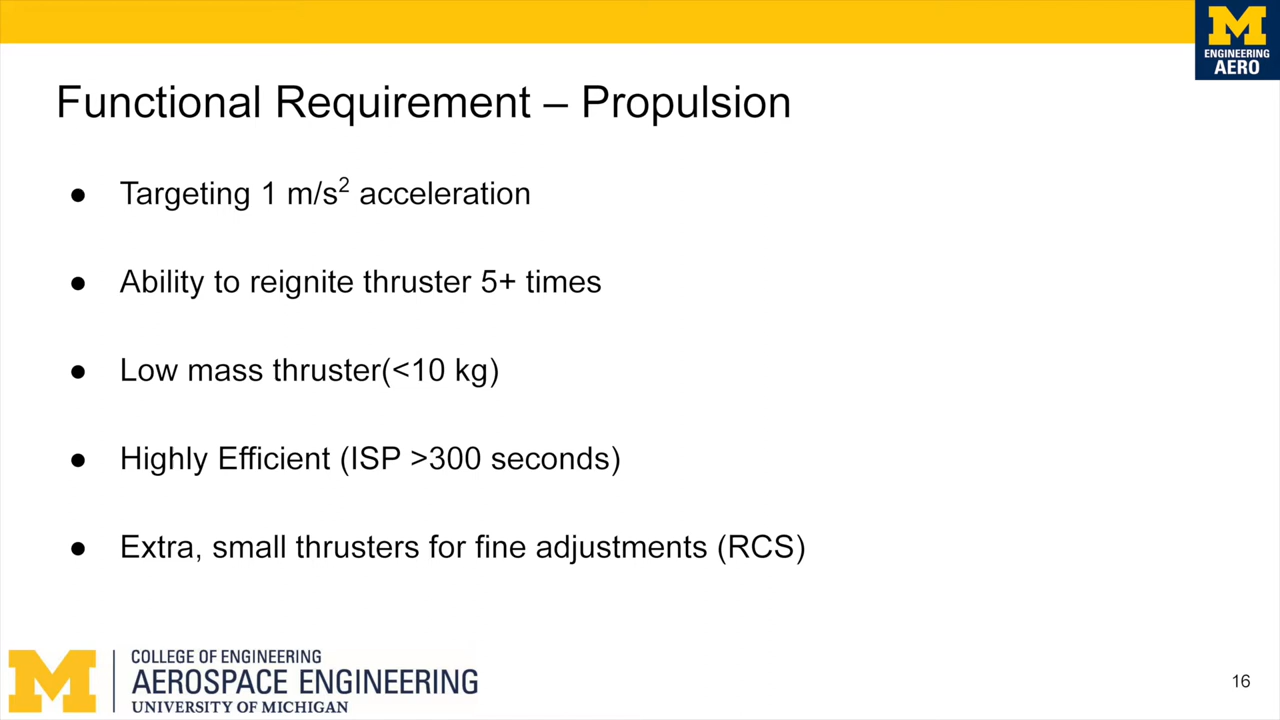 M
ENGINEERING
AERO
Functional Requirement – Propulsion
● Targeting 1 m/s² acceleration
● Ability to reignite thruster 5+ times
● Low mass thruster(<10 kg)
● Highly Efficient (ISP >300 seconds)
● Extra, small thrusters for fine adjustments (RCS)
M
COLLEGE OF ENGINEERING
AEROSPACE ENGINEERING
UNIVERSITY OF MICHIGAN
16